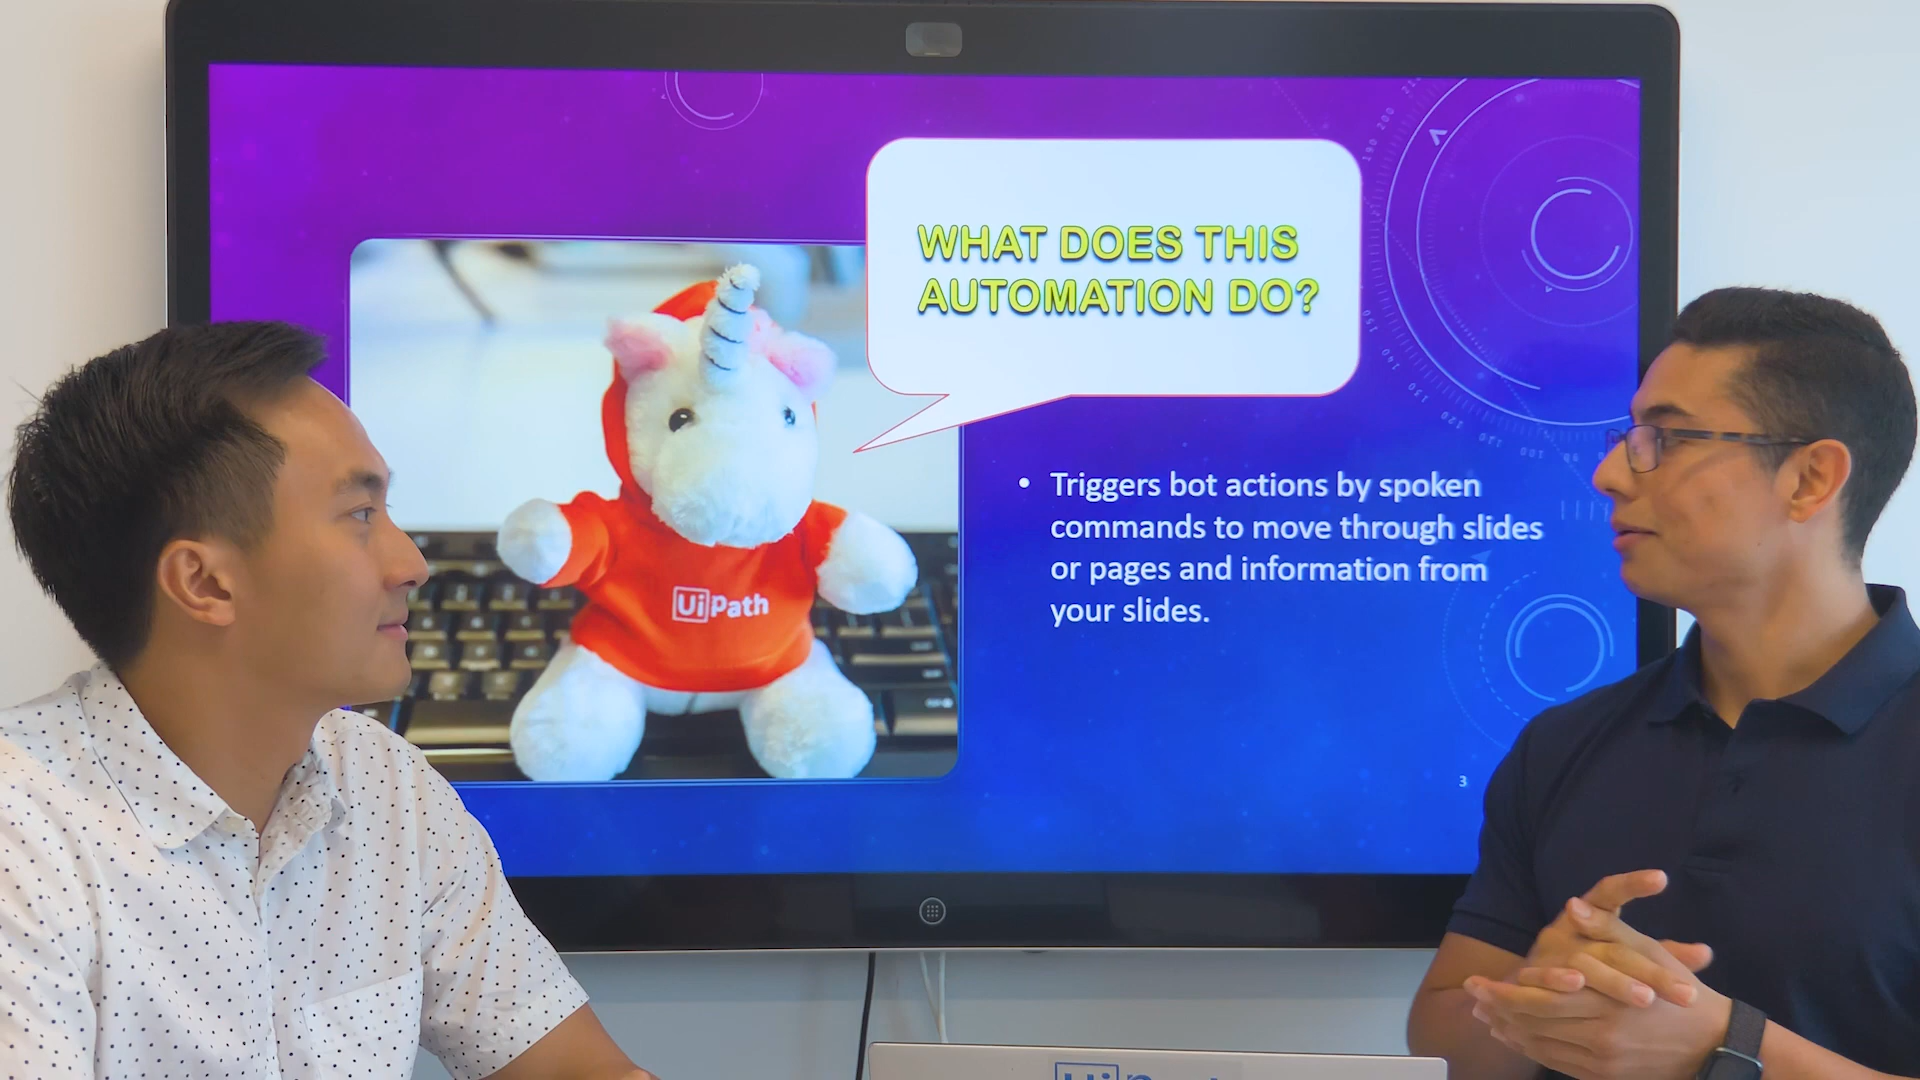 WHAT DOES THIS
AUTOMATION DO?
UiPath
• Triggers bot actions by spoken
commands to move through slides
or pages and information from
your slides.
3